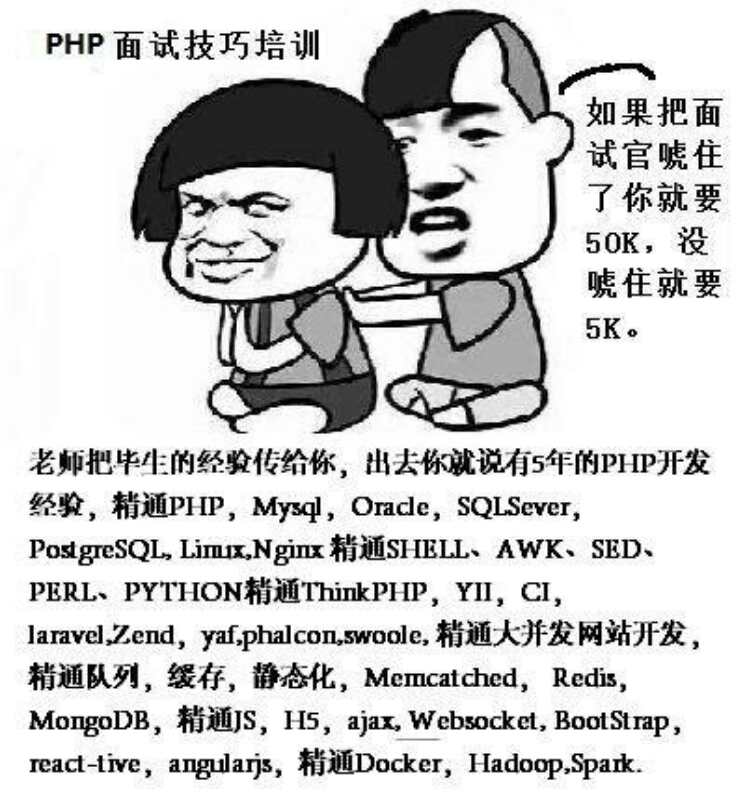 PHP 面试技巧培训
如果把面
试官唬住
了你就要
50K，没
唬住就要
5K。
老师把毕生的经验传给你，出去你就说有5年的PHP开发
经验，精通PHP，Mysql，Oracle，SQLSever，
PostgreSQL, Linux,Nginx 精通SHELL、AWK、SED、
PERL、PYTHON精通ThinkPHP，YII，CI，
laravel,Zend，yaf,phalcon,swoole, 精通大并发网站开发，
精通队列，缓存，静态化，Memcatched， Redis，
MongoDB，精通JS，H5，ajax, Websocket, BootStrap，
react-tive，angularjs，精通Docker，Hadoop,Spark.